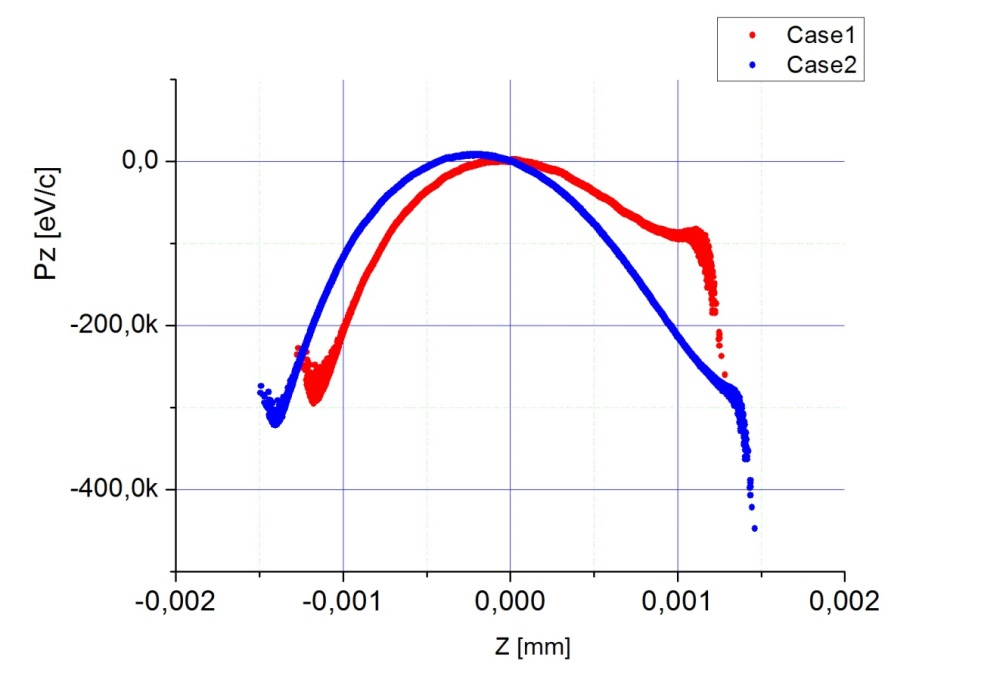 Case1
Case2
Pz [eV/c]
0,0
-200,0k
-400,0k
-0,002
-0,001
0,000
0,001
0,002
Z [mm]